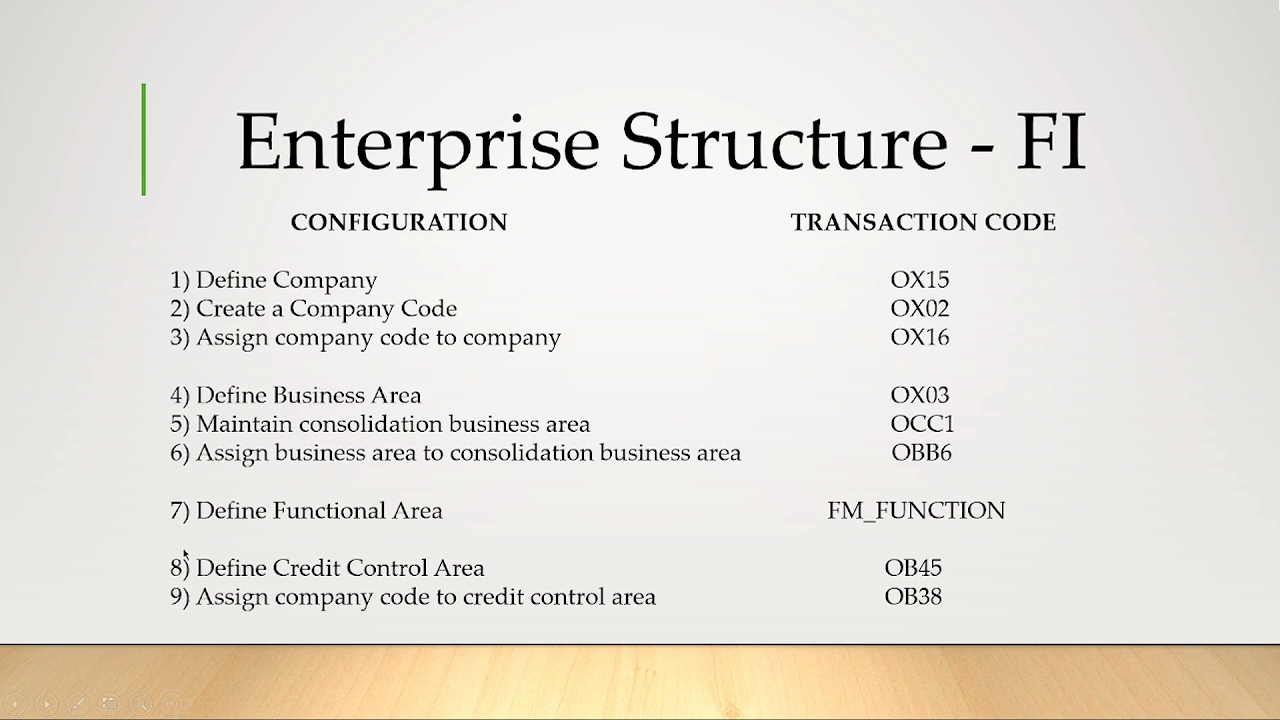 Enterprise Structure - FI
CONFIGURATION TRANSACTION CODE
1) Define Company OX15
2) Create a Company Code OX02
3) Assign company code to company OX16
4) Define Business Area OX03
5) Maintain consolidation business area OCC1
6) Assign business area to consolidation business area OBB6
7) Define Functional Area FM_FUNCTION
8) Define Credit Control Area OB45
9) Assign company code to credit control area OB38